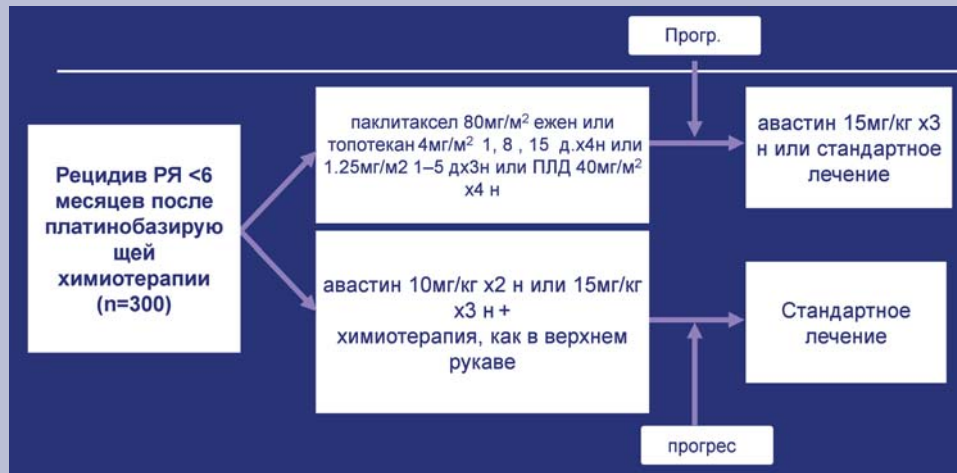 Прогр.
Рецидив РЯ <6
месяцев после
платинобазирую
щей
химиотерапии
(n=300)
паклитаксел 80мг/м² ежен или
топотекан 4мг/м² 1, 8 , 15 д.х4н или
1.25мг/м2 1–5 дх3н или ПЛД 40мг/м²
х4 н
авастин 15мг/кг х3
н или стандартное
лечение
авастин 10мг/кг х2 н или 15мг/кг
х3 н +
химиотерапия, как в верхнем
рукаве
Стандартное
лечение
прогрес